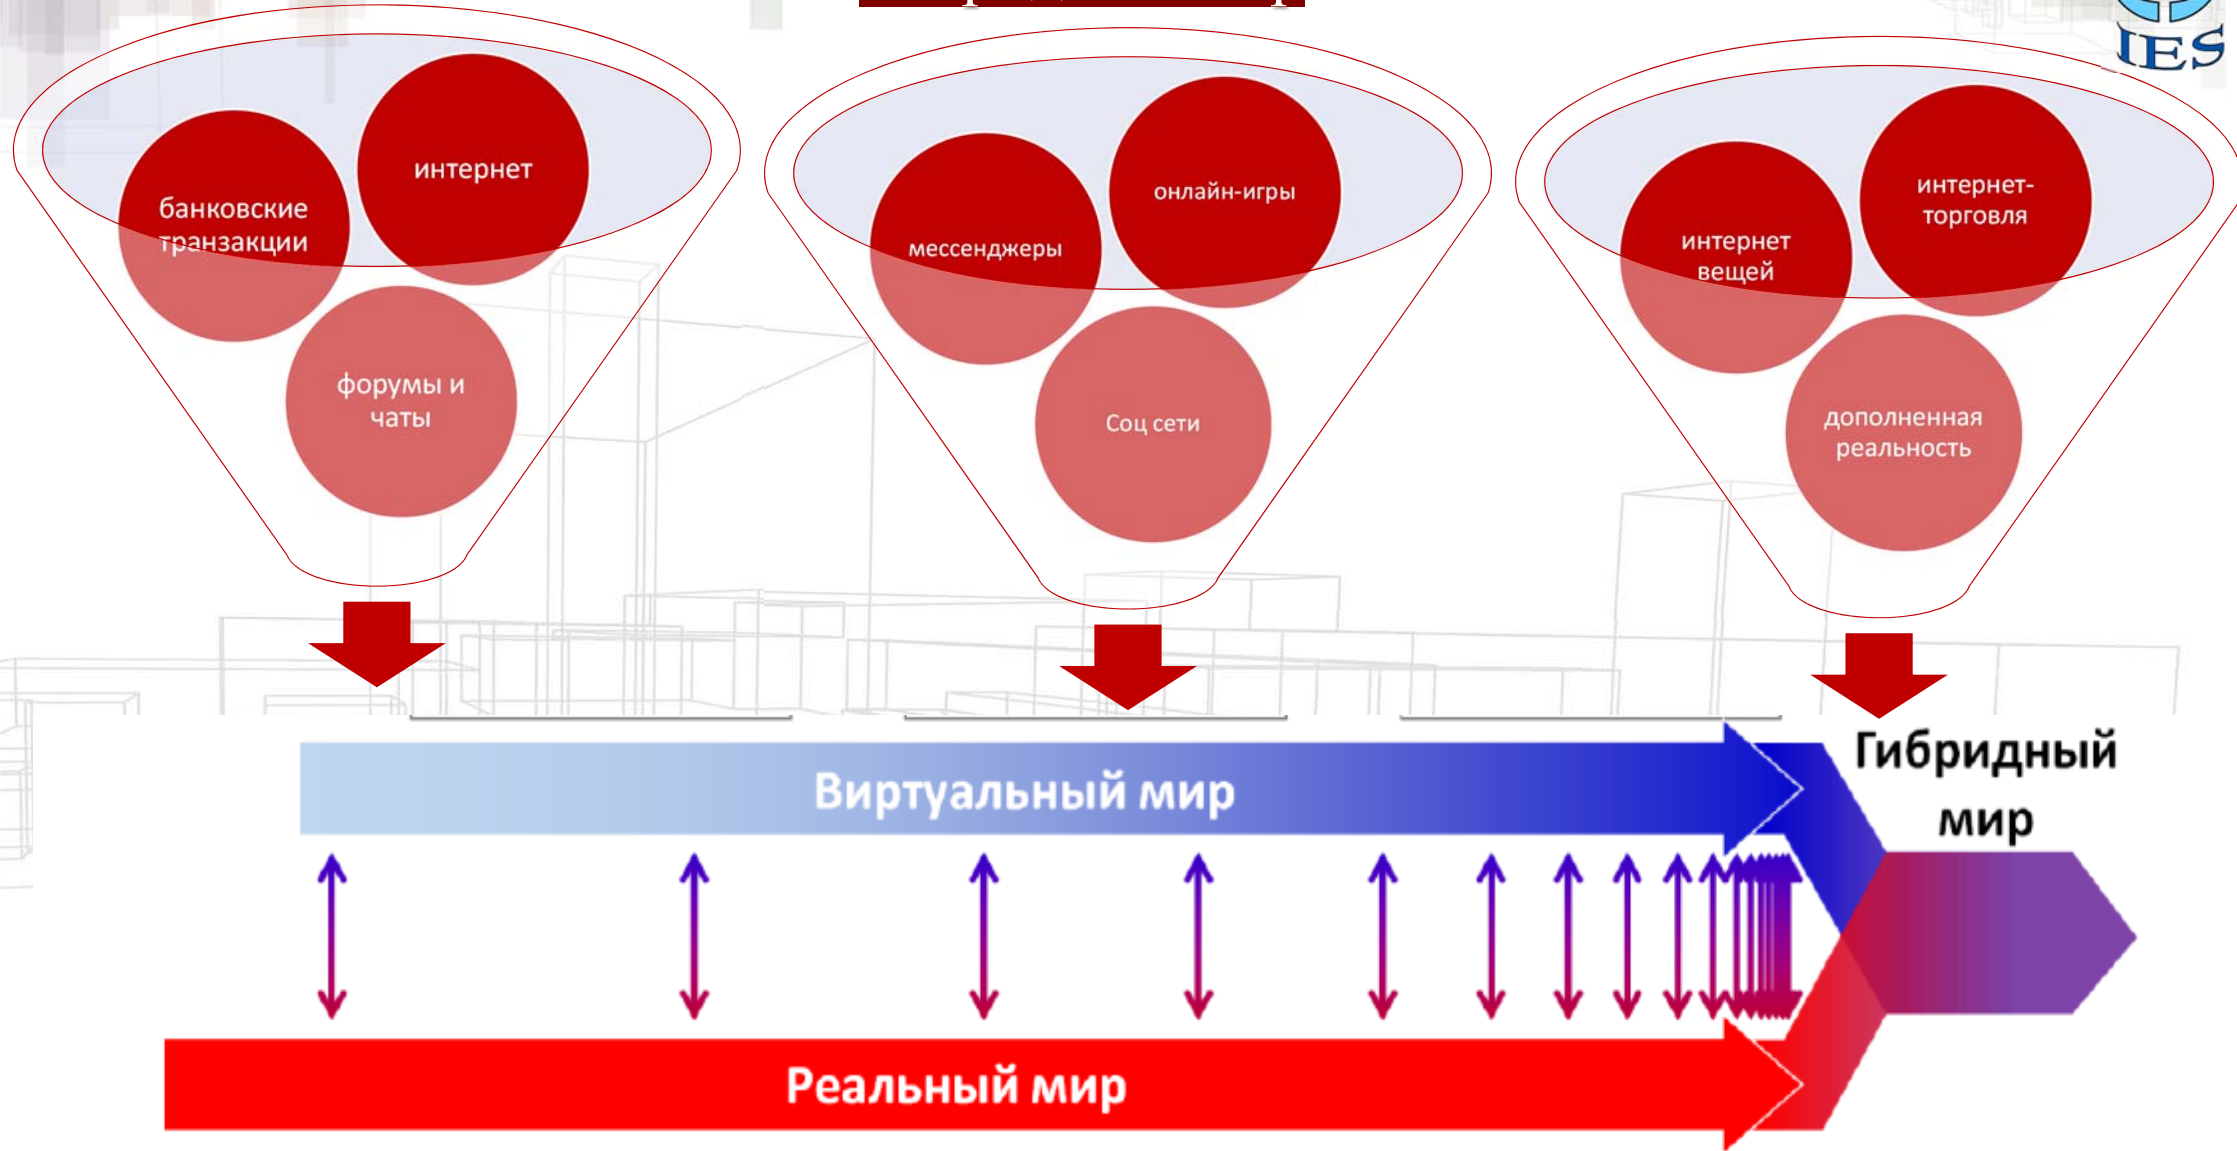 IES
интернет
банковские
транзакции
форумы и
чаты
онлайн-игры
мессенджеры
Соц сети
интернет-
торговля
интернет
вещей
дополненная
реальность
Гибридный
мир
Виртуальный мир
Реальный мир